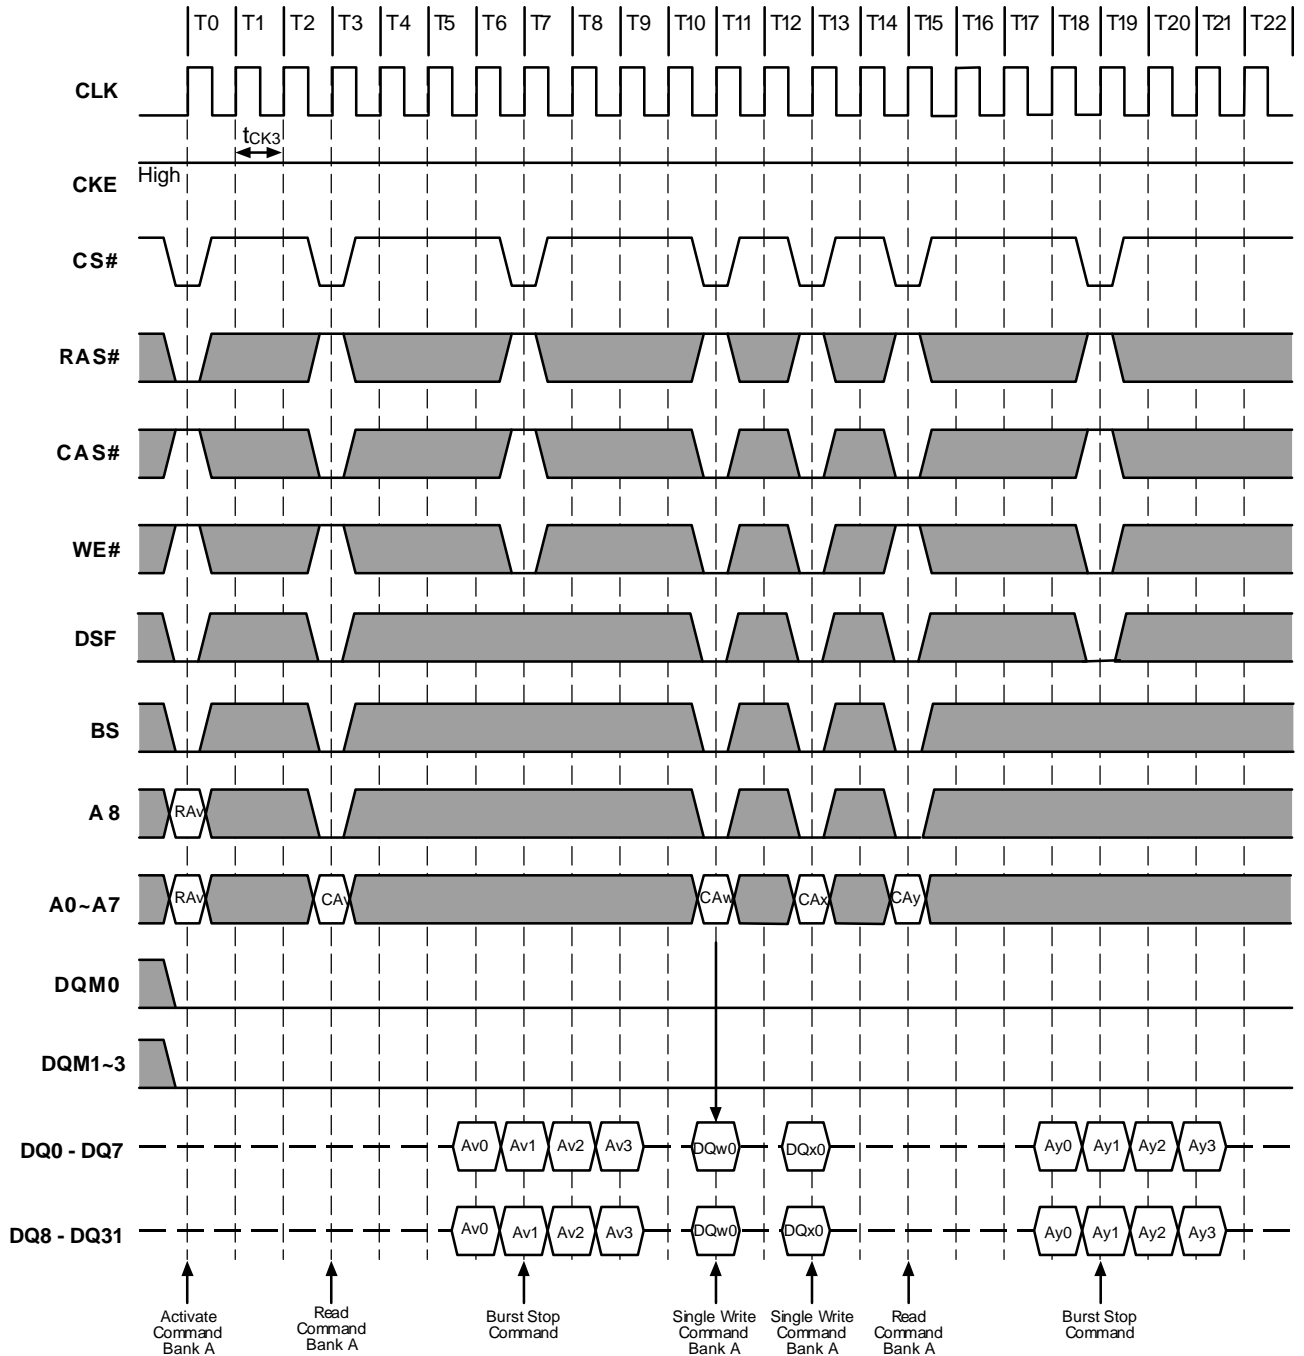 T0 T1 T2 T3 T4 T5 T6 T7 T8 T9 T10 T11 T12 T13 T14 T15 T16 T17 T18 T19 T20 T21 T22
CLK
tCK3
High
CKE
CS#
RAS#
CAS#
WE#
DSF
BS
A8
RAv
A0~A7
RAv CAv CAw CAx CAy
DQM0
DQM1~3
DQ0 - DQ7
Av0 Av1 Av2 Av3 DQw0 DQx0 Ay0 Ay1 Ay2 Ay3
DQ8 - DQ31
Av0 Av1 Av2 Av3 DQw0 DQx0 Ay0 Ay1 Ay2 Ay3
Activate
Command
Bank A
Read
Command
Bank A
Burst Stop
Command
Single Write
Command
Bank A
Single Write
Command
Bank A
Read
Command
Bank A
Burst Stop
Command